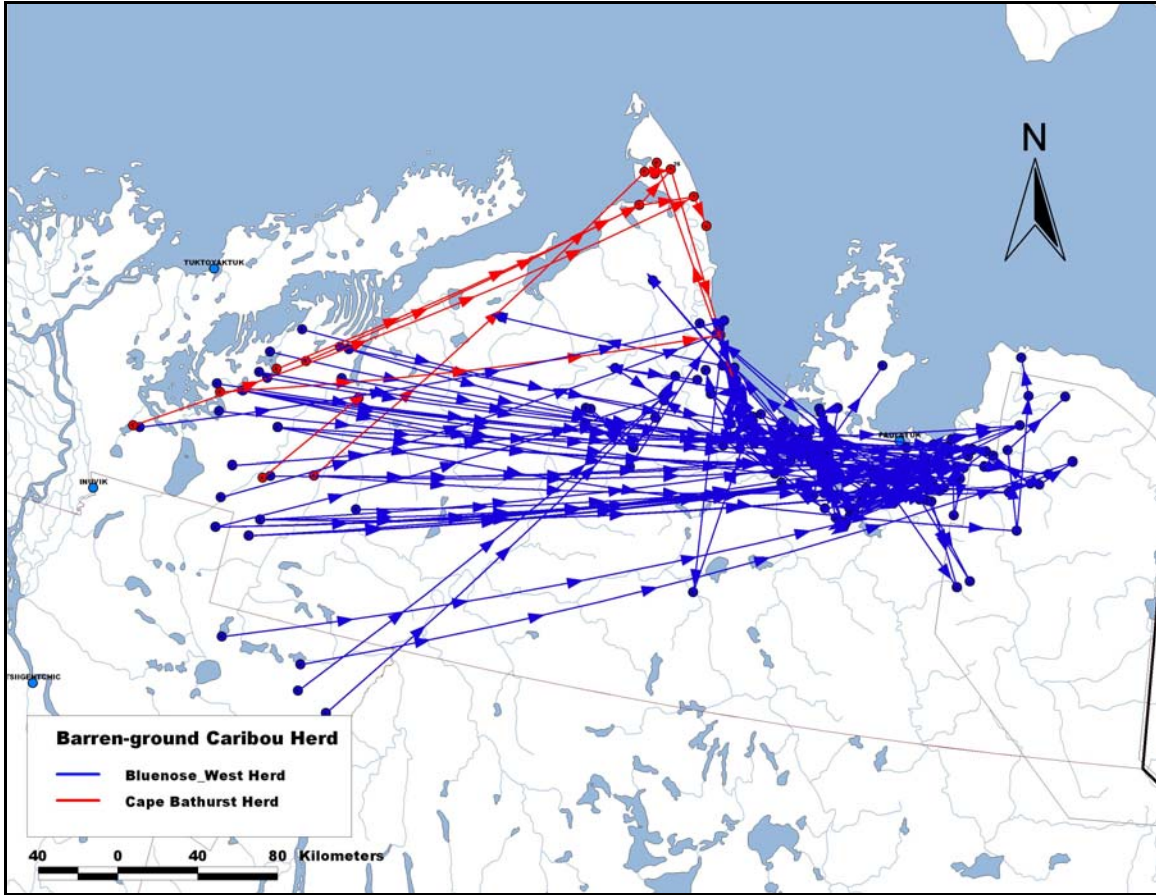 N
TUKTOYAKTUK
PAULATUK
INUVIK
TSIIGEHTCHIC
Barren-ground Caribou Herd
Bluenose_West Herd
Cape Bathurst Herd
40 0 40 80 Kilometers